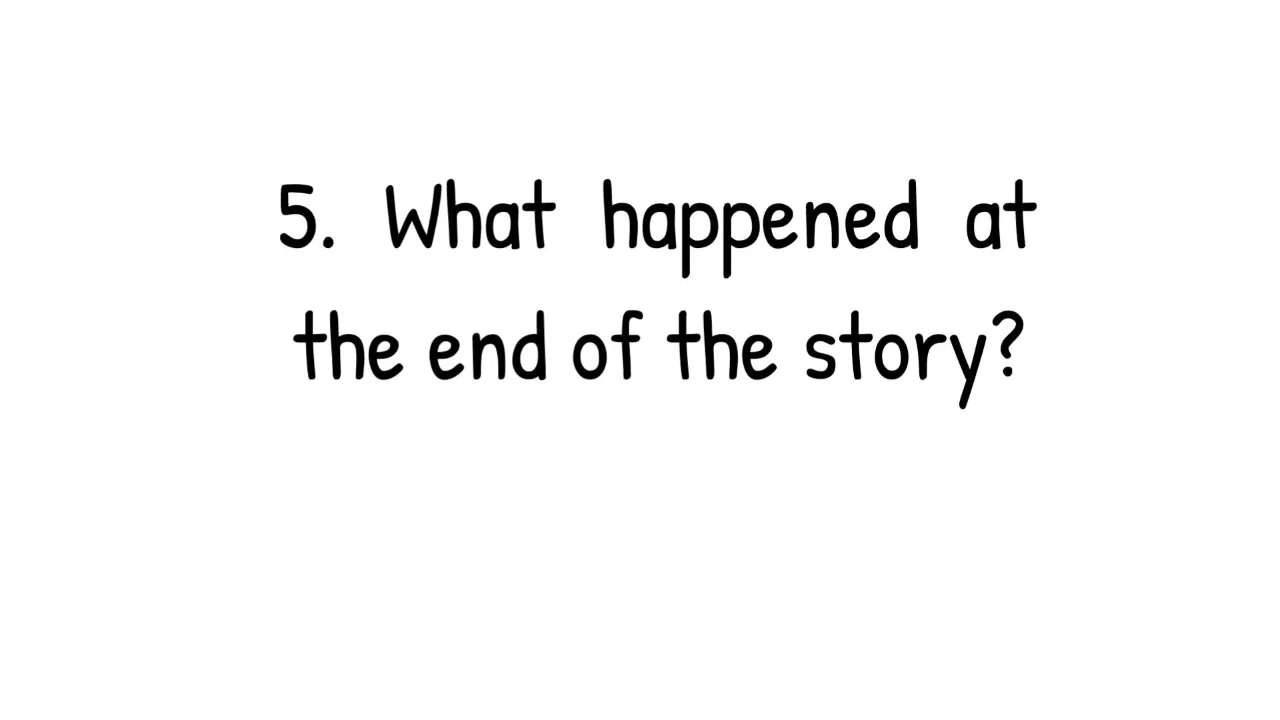 5. What happened at
the end of the story?